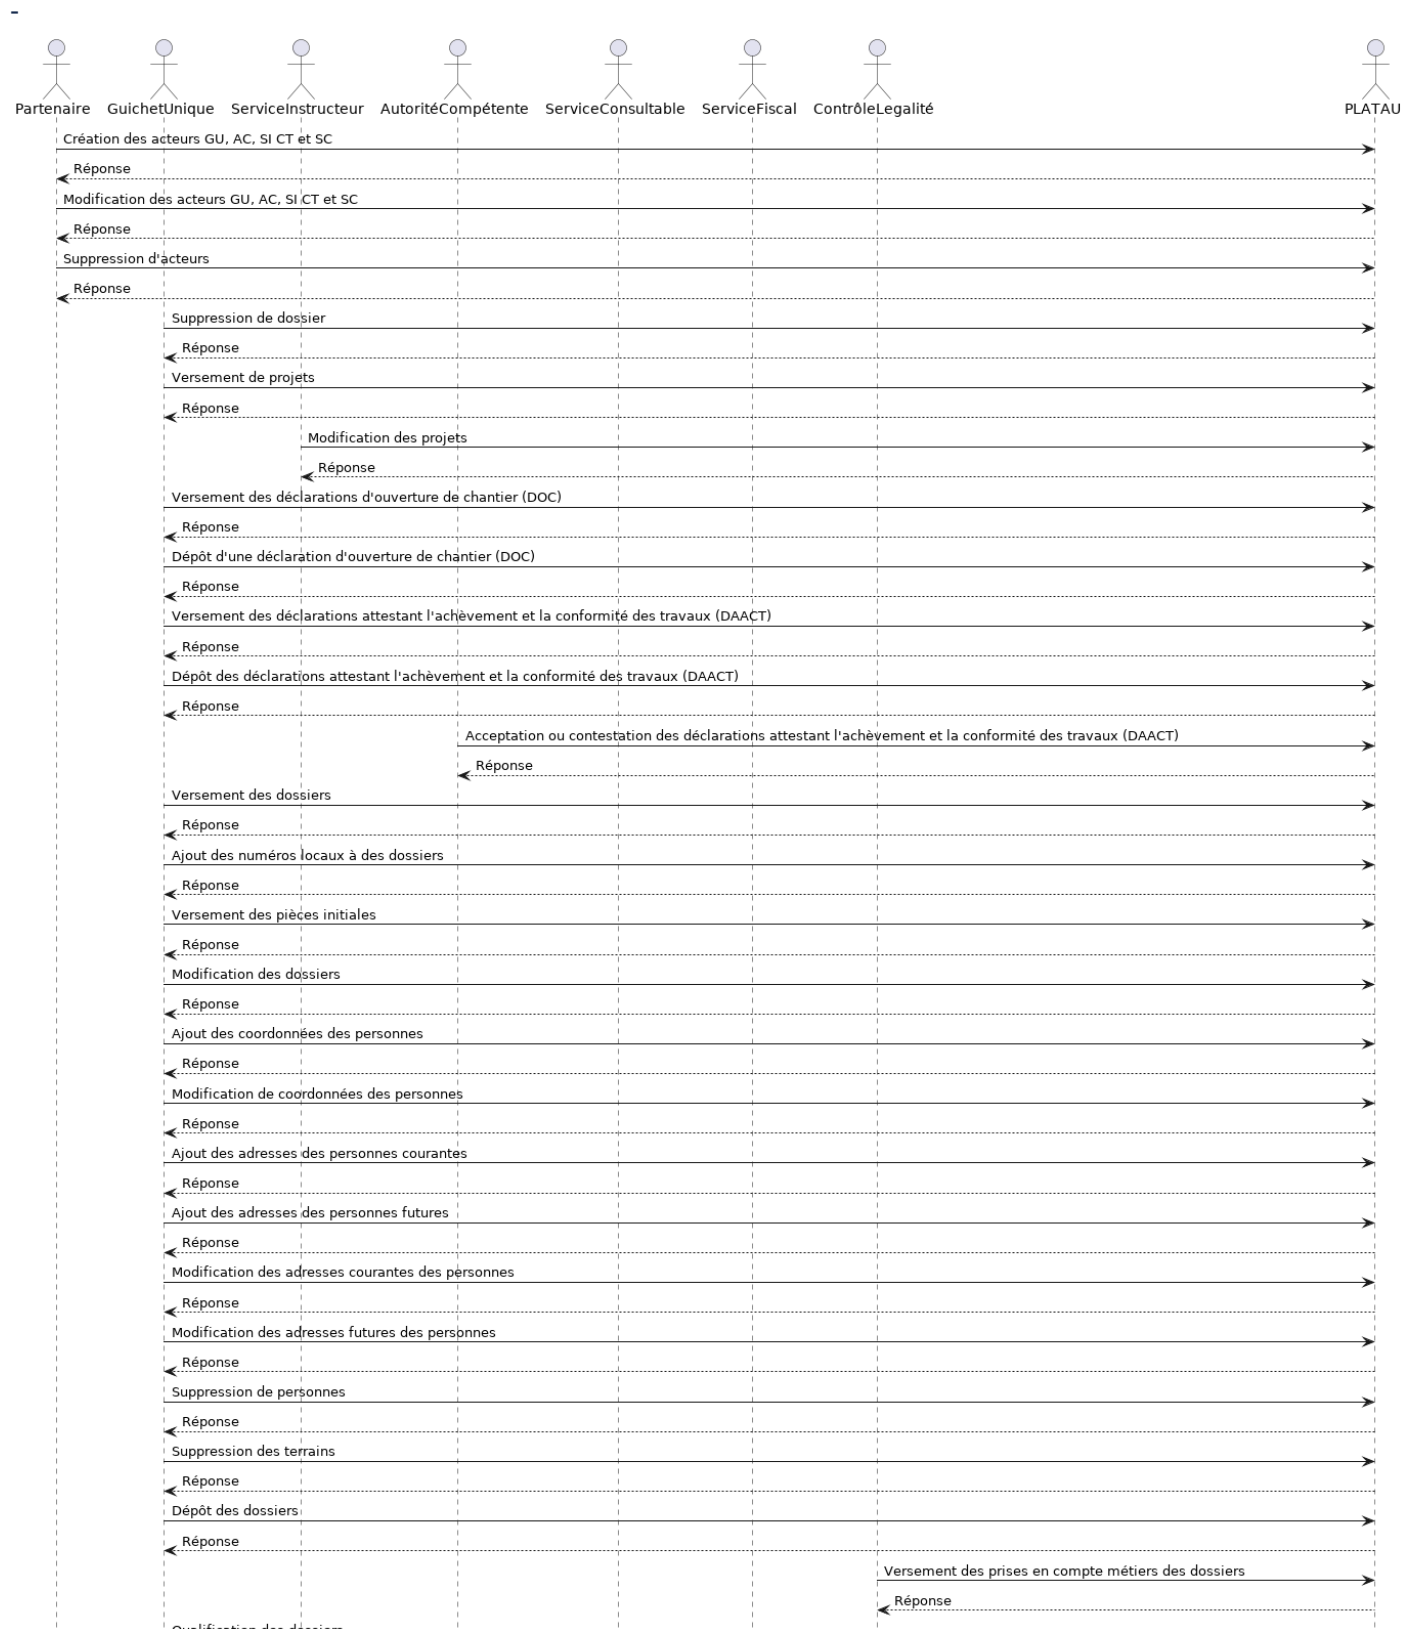 -
Partenaire GuichetUnique ServiceInstructeur AutoritéCompétente ServiceConsultable ServiceFiscal ContrôleLegalité PLATAU
Création des acteurs GU, AC, SI CT et SC
Réponse
Modification des acteurs GU, AC, SI CT et SC
Réponse
Suppression d'acteurs
Réponse
Suppression de dossier
Réponse
Versement de projets
Réponse
Modification des projets
Réponse
Versement des déclarations d'ouverture de chantier (DOC)
Réponse
Dépôt d'une déclaration d'ouverture de chantier (DOC)
Réponse
Versement des déclarations attestant l'achèvement et la conformité des travaux (DAACT)
Réponse
Dépôt des déclarations attestant l'achèvement et la conformité des travaux (DAACT)
Réponse
Acceptation ou contestation des déclarations attestant l'achèvement et la conformité des travaux (DAACT)
Réponse
Versement des dossiers
Réponse
Ajout des numéros locaux à des dossiers
Réponse
Versement des pièces initiales
Réponse
Modification des dossiers
Réponse
Ajout des coordonnées des personnes
Réponse
Modification de coordonnées des personnes
Réponse
Ajout des adresses des personnes courantes
Réponse
Ajout des adresses des personnes futures
Réponse
Modification des adresses courantes des personnes
Réponse
Modification des adresses futures des personnes
Réponse
Suppression de personnes
Réponse
Suppression des terrains
Réponse
Dépôt des dossiers
Réponse
Versement des prises en compte métiers des dossiers
Réponse
Qualification des dossiers